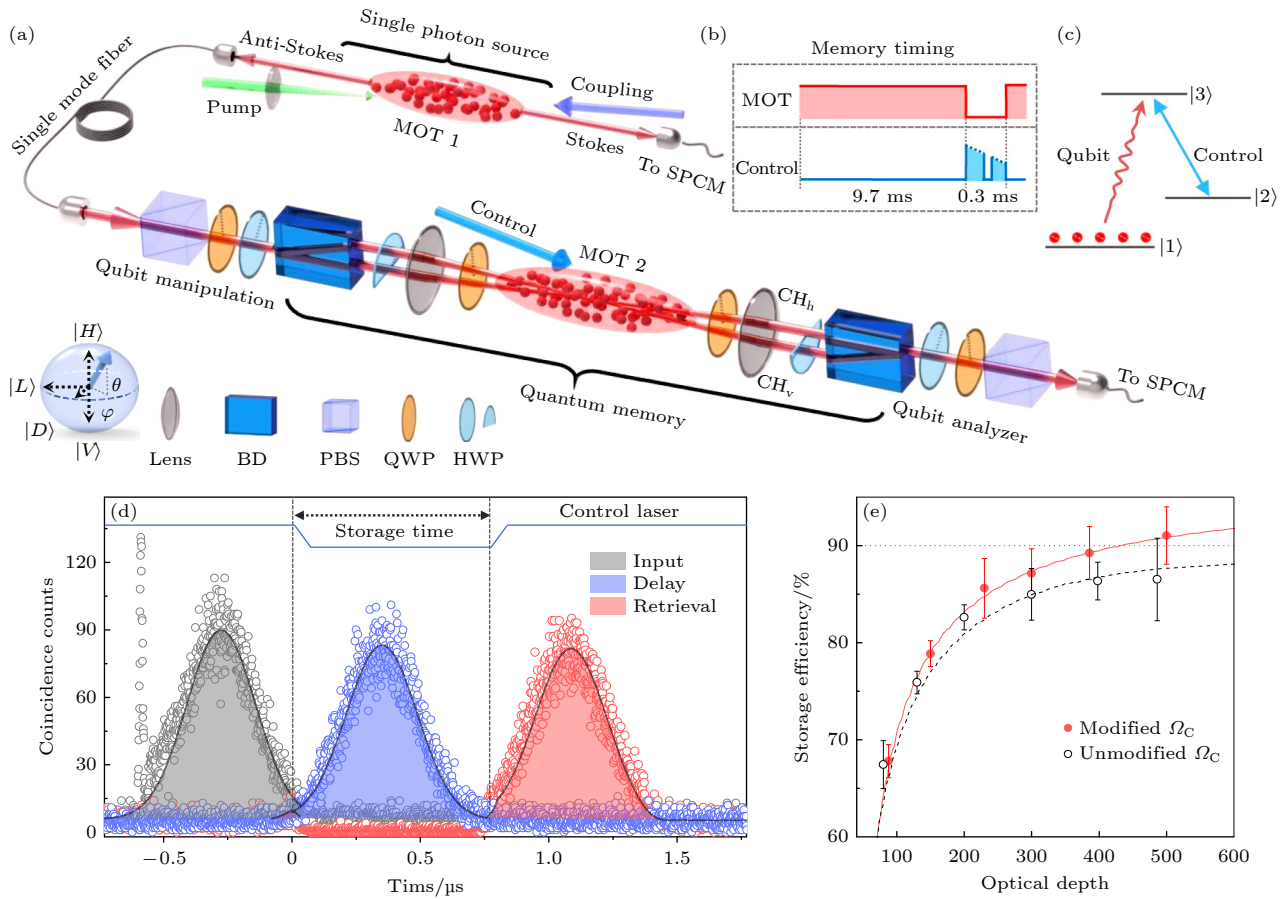 (a)
Single mode fiber
Anti-Stokes
Single photon source
Pump
MOT 1
Coupling
Stokes
To SPCM
(b)
Memory timing
MOT
Control
9.7 ms
0.3 ms
(c)
|3⟩
Qubit
Control
|2⟩
|1⟩
Qubit manipulation
Control
MOT 2
CHh
CHv
Quantum memory
Qubit analyzer
To SPCM
|H⟩
|L⟩
θ
φ
|D⟩
|V⟩
Lens
BD
PBS
QWP
HWP
(d)
Storage time
Control laser
Input
Delay
Retrieval
Coincidence counts
120
90
60
30
0
−0.5
0
0.5
1.0
1.5
Tims/μs
(e)
Storage efficiency/%
90
80
70
60
Modified ΩC
Unmodified ΩC
100
200
300
400
500
600
Optical depth